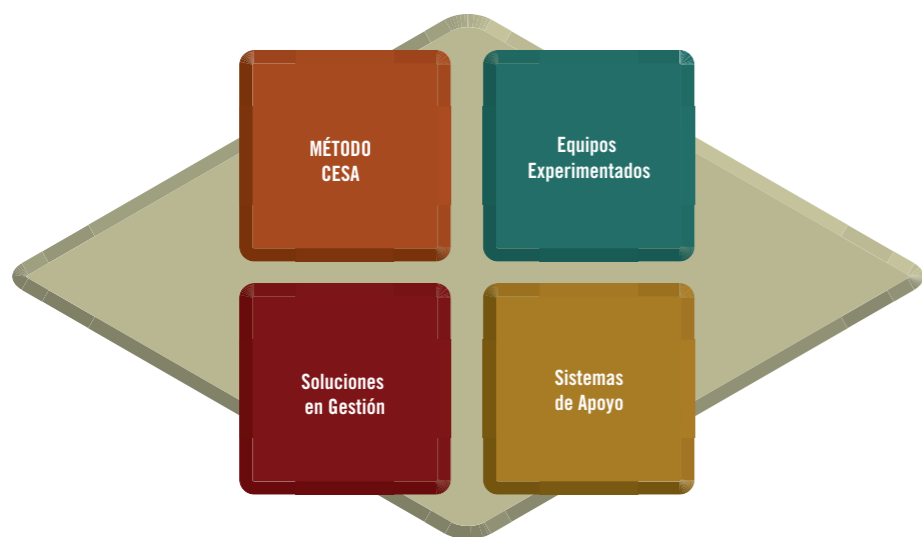 MÉTODO
CESA
Equipos
Experimentados
Soluciones
en Gestión
Sistemas
de Apoyo